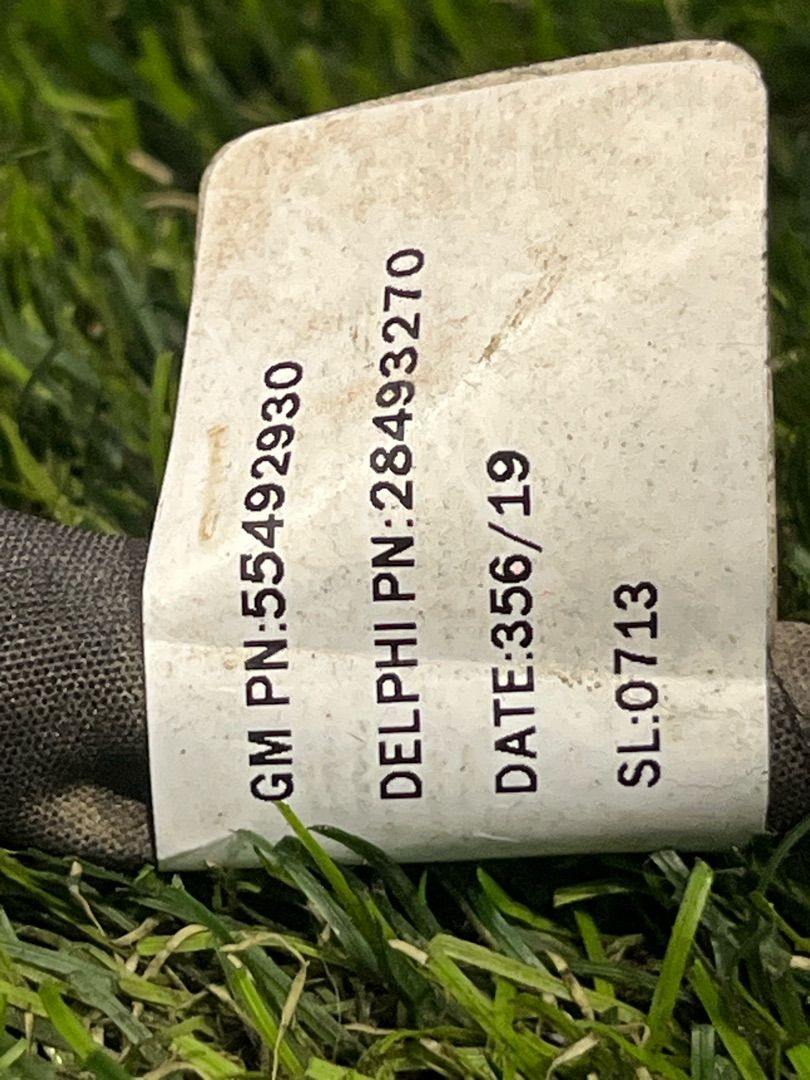 GM PN:55492930
DELPHI PN:28493270
DATE:356/19
SL:0713